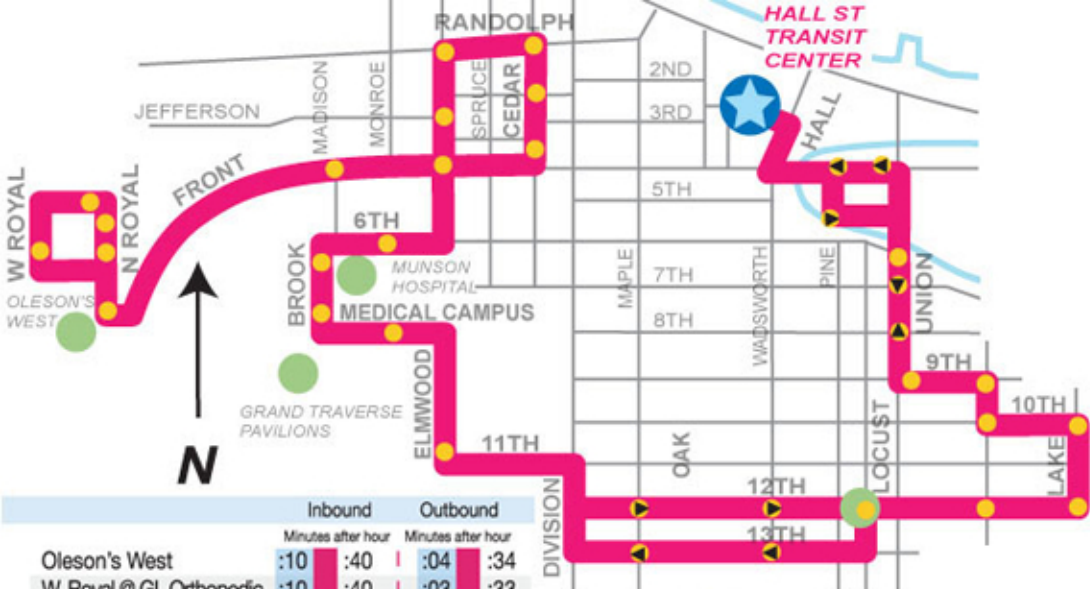 RANDOLPH
HALL ST
TRANSIT
CENTER
2ND
3RD
JEFFERSON
MADISON
MONROE
SPRUCE
CEDAR
HALL
W ROYAL
N ROYAL
FRONT
5TH
6TH
BROOK
MUNSON
HOSPITAL
MAPLE
7TH
WADSWORTH
PINE
UNION
OLESON'S
WEST
MEDICAL CAMPUS
8TH
9TH
GRAND TRAVERSE
PAVILIONS
ELMWOOD
10TH
N
11TH
OAK
LOCUST
LAKE
DIVISION
12TH
13TH
Inbound Outbound
Minutes after hour Minutes after hour
Oleson's West :10 :40 :04 :34